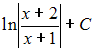 ln|x + 2 / x + 1| + C